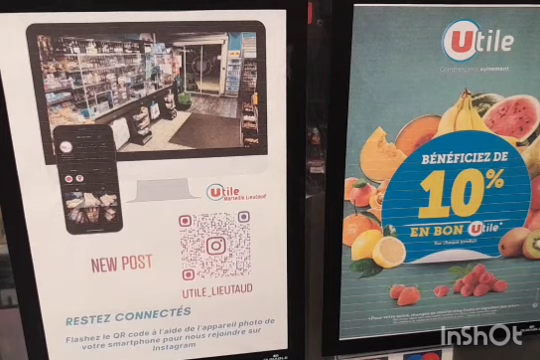 Utile
Marseille Lieutaud
NEW POST
UTILE_LIEUTAUD
RESTEZ CONNECTÉS
Flashez le QR code à l'aide de l'appareil photo de
votre smartphone pour nous rejoindre sur
Instagram
Utile
BÉNÉFICIEZ DE
10%
EN BON Utile*
InShOt